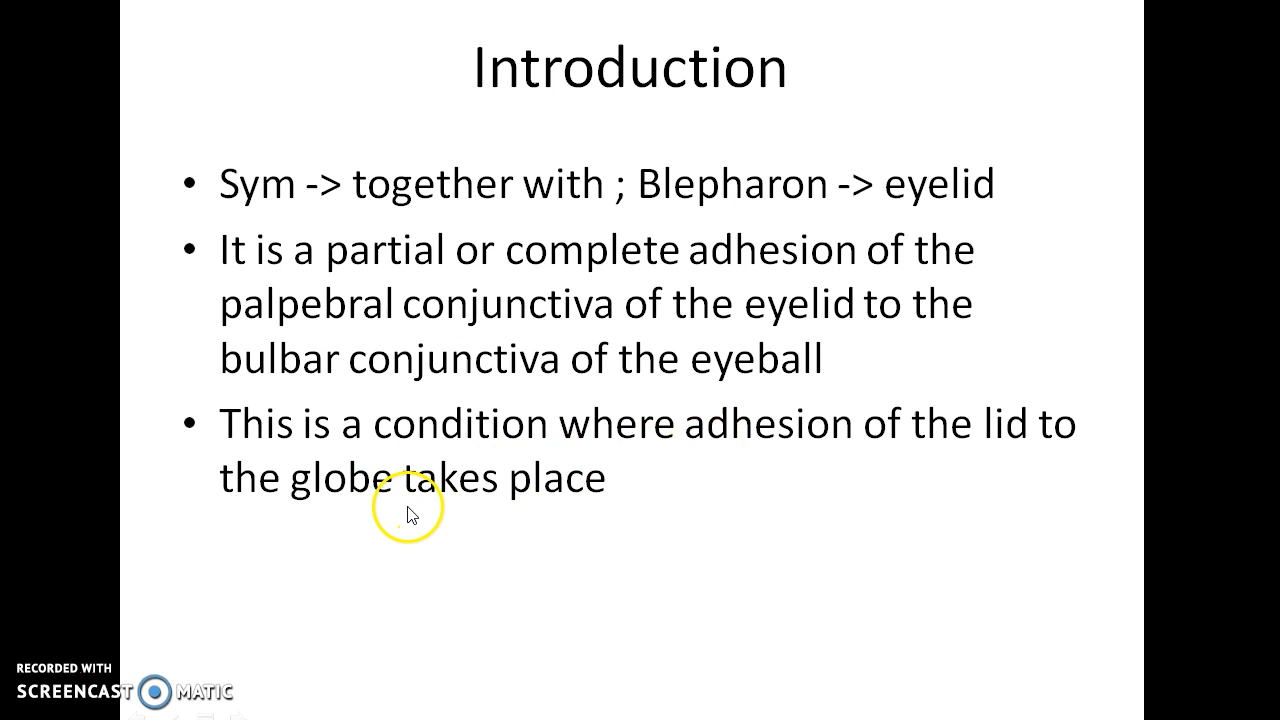 Introduction
• Sym -> together with ; Blepharon -> eyelid
• It is a partial or complete adhesion of the
palpebral conjunctiva of the eyelid to the
bulbar conjunctiva of the eyeball
• This is a condition where adhesion of the lid to
the globe takes place
RECORDED WITH
SCREENCAST MATIC